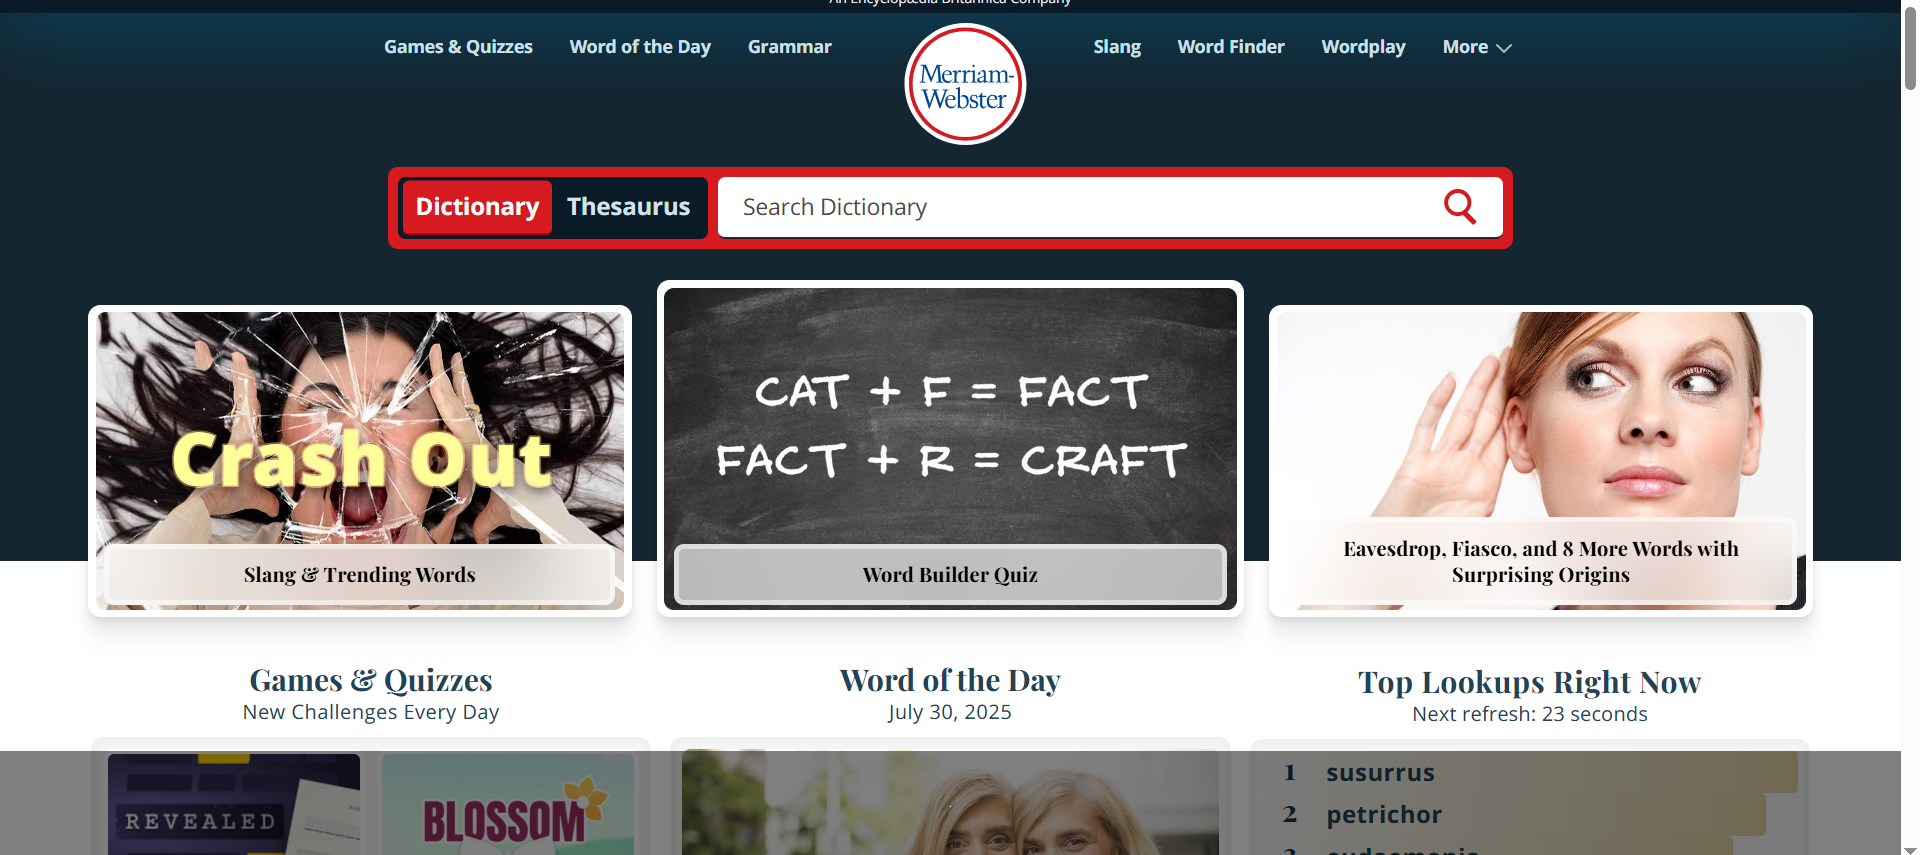 An Encyclopædia Britannica Company
Games & Quizzes
Word of the Day
Grammar
Merriam-
Webster
Slang
Word Finder
Wordplay
More
Dictionary
Thesaurus
Search Dictionary
Crash Out
Slang & Trending Words
CAT + F = FACT
FACT + R = CRAFT
Word Builder Quiz
Eavesdrop, Fiasco, and 8 More Words with
Surprising Origins
Games & Quizzes
New Challenges Every Day
REVEALED
BLOSSOM
Word of the Day
July 30, 2025
Top Lookups Right Now
Next refresh: 23 seconds
1 susurrus
2 petrichor